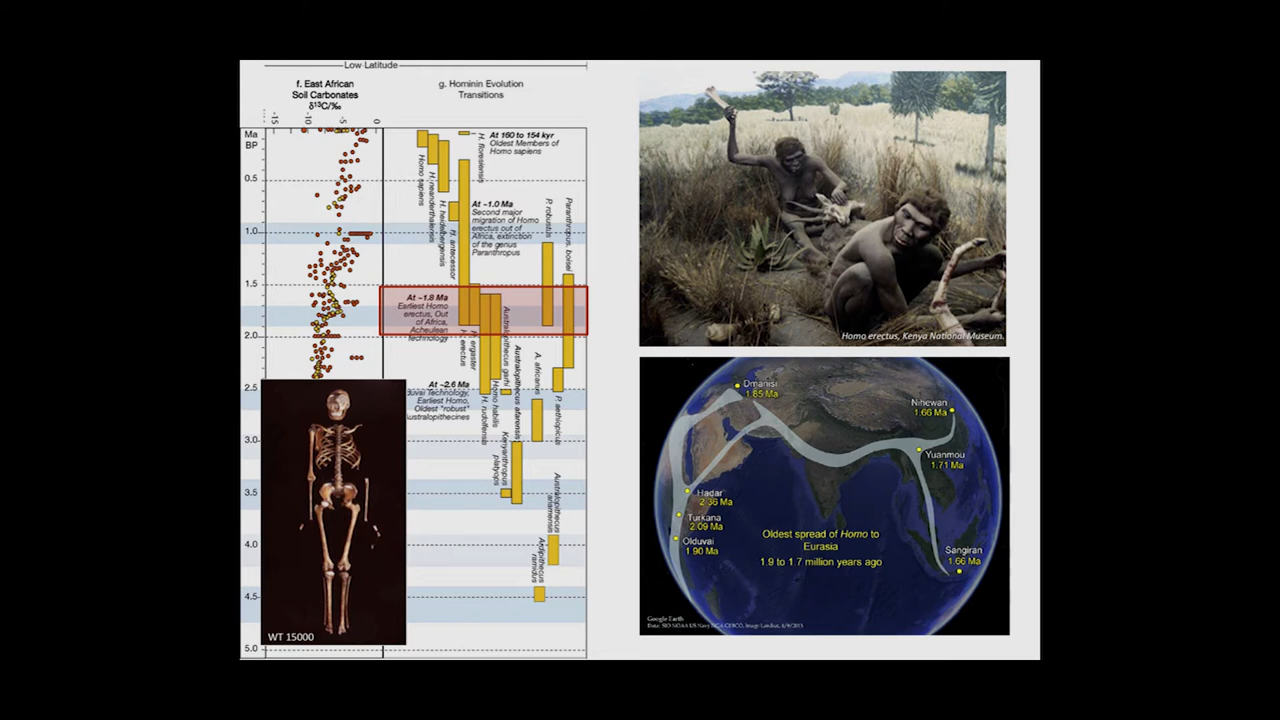 Low-Latitude
f. East African
Soil Carbonates
δ¹³C/‰
g. Hominin Evolution
Transitions
-15
-10
-5
0
Ma
BP
0.5
1.0
1.5
2.0
2.5
3.0
3.5
4.0
4.5
5.0
At 160 to 154 kyr
Oldest Members of
Homo sapiens
H. floresiensis
Homo sapiens
H. neanderthalensis
H. heidelbergensis
H. antecessor
At ~1.0 Ma
Second major
migration of Homo
erectus out of
Africa, extinction
of the genus
Paranthropus
P. robustus
Paranthropus boisei
At ~1.8 Ma
Earliest Homo
erectus, Out
of Africa,
Acheulean
Technology
erectus
ergaster
Australopithecus garhi
At ~2.6 Ma
Technology,
Earliest Homo,
Oldest "robust"
H. rudolfensis
Homo habilis
Australopithecus afarensis
A. africanus
P. aethiopicus
Kenyanthropus
platyops
Australopithecus
anamensis
Ardipithecus
ramidus
WT 15000
Homo erectus, Kenya National Museum.
Dmanisi
1.85 Ma
Nihewan
1.66 Ma
Yuanmou
1.71 Ma
Hadar
2.36 Ma
Turkana
2.09 Ma
Olduvai
1.90 Ma
Oldest spread of Homo to
Eurasia
1.9 to 1.7 million years ago
Sangiran
1.66 Ma
Google Earth